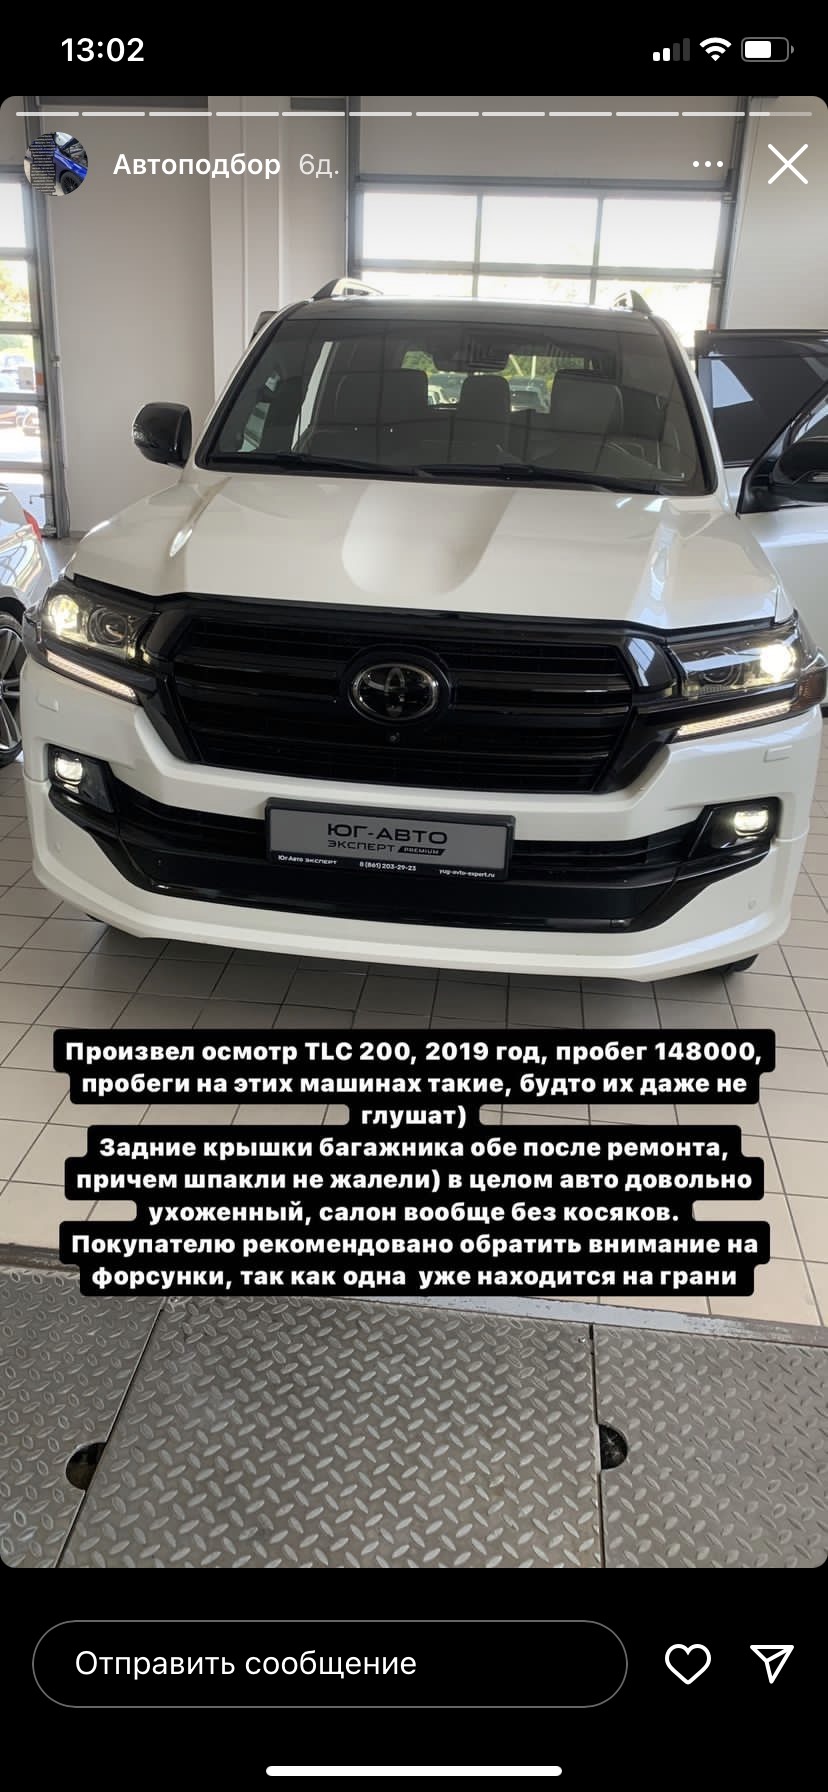 13:02
Автоподбор 6д.
ЮГ-АВТО
ЭКСПЕРТ PREMIUM
Юг-Авто ЭКСПЕРТ 8 (861) 203-29-23 yug-avto-expert.ru
Произвел осмотр TLC 200, 2019 год, пробег 148000,
пробеги на этих машинах такие, будто их даже не
глушат)
Задние крышки багажника обе после ремонта,
причем шпакли не жалели) в целом авто довольно
ухоженный, салон вообще без косяков.
Покупателю рекомендовано обратить внимание на
форсунки, так как одна  уже находится на грани
Отправить сообщение